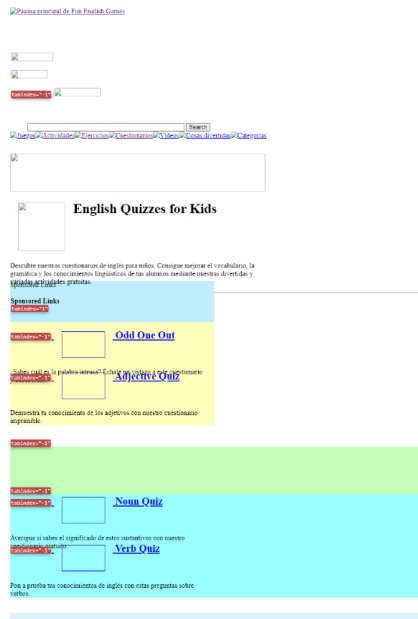 Página principal de Fun English Games
tabindex="-1"
Search
Juegos Actividades Ejercicios Cuestionarios Videos Cosas divertidas Categorías
English Quizzes for Kids
Descubre nuestros cuestionarios de inglés para niños. Consigue mejorar el vocabulario, la
gramática y los conocimientos lingüísticos de tus alumnos mediante nuestras divertidas y
variadas actividades gratuitas.
Sponsored Links
Sponsored Links
tabindex="1"
tabindex="-1" Odd One Out
¿Sabes cuál es la palabra intrusa? Échale un vistazo a este cuestionario
tabindex="-1" Adjective Quiz
Demuestra tu conocimiento de los adjetivos con nuestro cuestionario
imprimible.
tabindex="-1"
tabindex="-1"
tabindex="-1" Noun Quiz
Averigua si sabes el significado de estos sustantivos con nuestro
cuestionario gratuito.
tabindex="-1" Verb Quiz
Pon a prueba tus conocimientos de inglés con estas preguntas sobre
verbos.